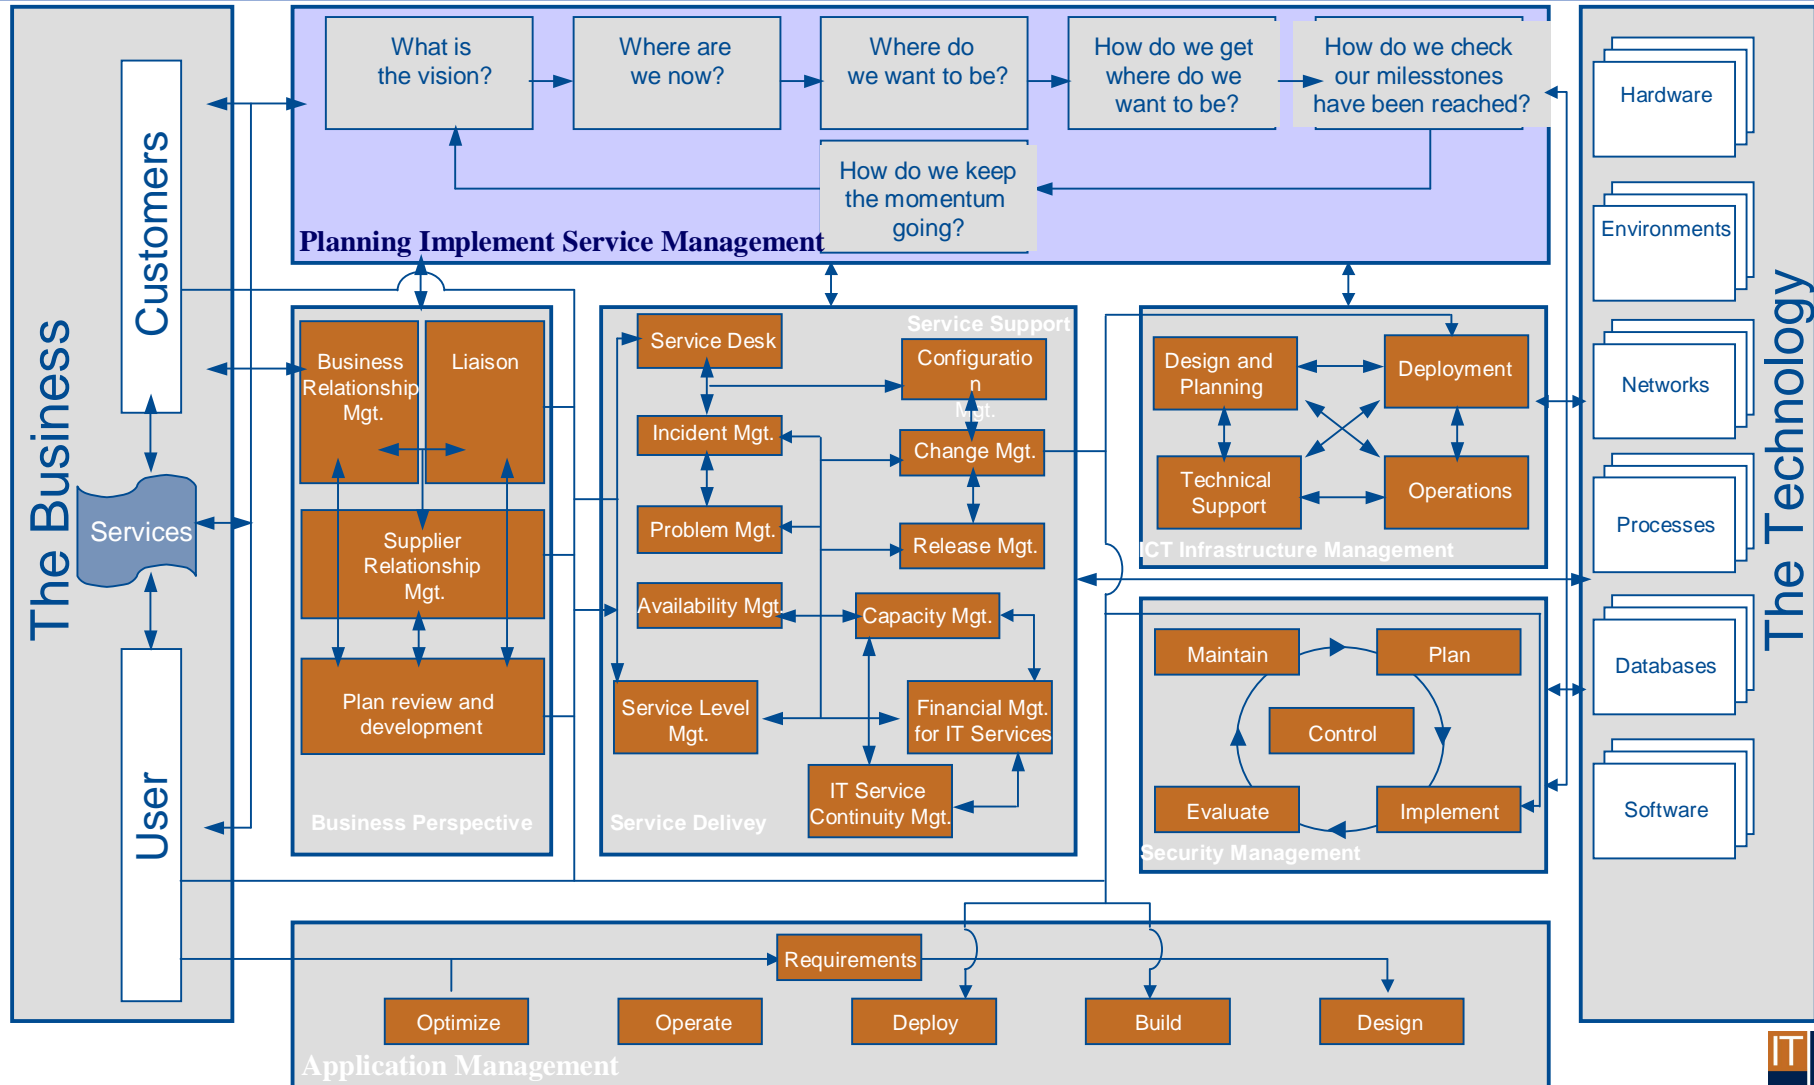 The Business
Customers
Services
User
What is
the vision?
Where are
we now?
Where do
we want to be?
How do we get
where do we
want to be?
How do we check
our milesstones
have been reached?
How do we keep
the momentum
going?
Planning Implement Service Management
Business
Relationship
Mgt.
Liaison
Supplier
Relationship
Mgt.
Plan review and
development
Business Perspective
Service Support
Service Desk
Configuratio
n
Mgt.
Incident Mgt.
Change Mgt.
Problem Mgt.
Release Mgt.
Availability Mgt.
Capacity Mgt.
Service Level
Mgt.
Financial Mgt.
for IT Services
IT Service
Continuity Mgt.
Service Delivey
Design and
Planning
Deployment
Technical
Support
Operations
ICT Infrastructure Management
Maintain
Plan
Control
Evaluate
Implement
Security Management
Requirements
Optimize
Operate
Deploy
Build
Design
Application Management
The Technology
Hardware
Environments
Networks
Processes
Databases
Software
IT